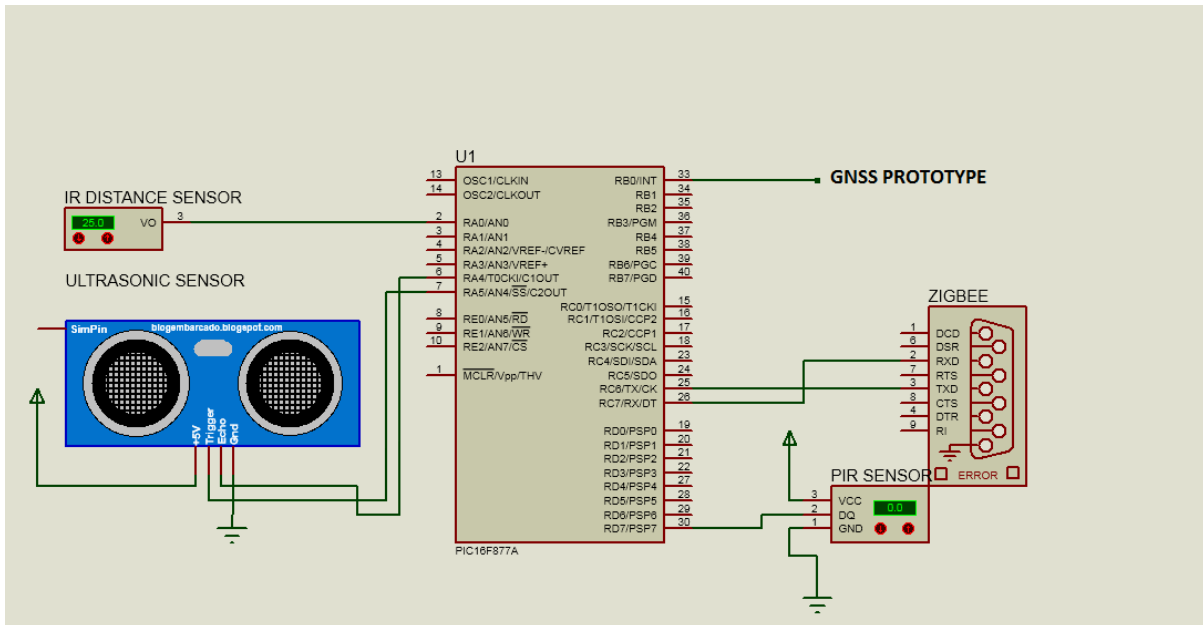 U1
IR DISTANCE SENSOR
25.0
VO
3
ULTRASONIC SENSOR
SimPin
blogembarcado.blogspot.com
+5V
Trigger
Echo
Gnd
13 OSC1/CLKIN
14 OSC2/CLKOUT
2 RA0/AN0
3 RA1/AN1
4 RA2/AN2/VREF-/CVREF
5 RA3/AN3/VREF+
6 RA4/T0CKI/C1OUT
7 RA5/AN4/SS/C2OUT
8 RE0/AN5/RD
9 RE1/AN6/WR
10 RE2/AN7/CS
1 MCLR/Vpp/THV
RB0/INT 33
RB1 34
RB2 35
RB3/PGM 36
RB4 37
RB5 38
RB6/PGC 39
RB7/PGD 40
RC0/T1OSO/T1CKI 15
RC1/T1OSI/CCP2 16
RC2/CCP1 17
RC3/SCK/SCL 18
RC4/SDI/SDA 23
RC5/SDO 24
RC6/TX/CK 25
RC7/RX/DT 26
RD0/PSP0 19
RD1/PSP1 20
RD2/PSP2 21
RD3/PSP3 22
RD4/PSP4 27
RD5/PSP5 28
RD6/PSP6 29
RD7/PSP7 30
PIC16F877A
GNSS PROTOTYPE
ZIGBEE
1 DCD
6 DSR
2 RXD
7 RTS
3 TXD
8 CTS
4 DTR
9 RI
ERROR
PIR SENSOR
3 VCC
2 DQ
1 GND
0.0